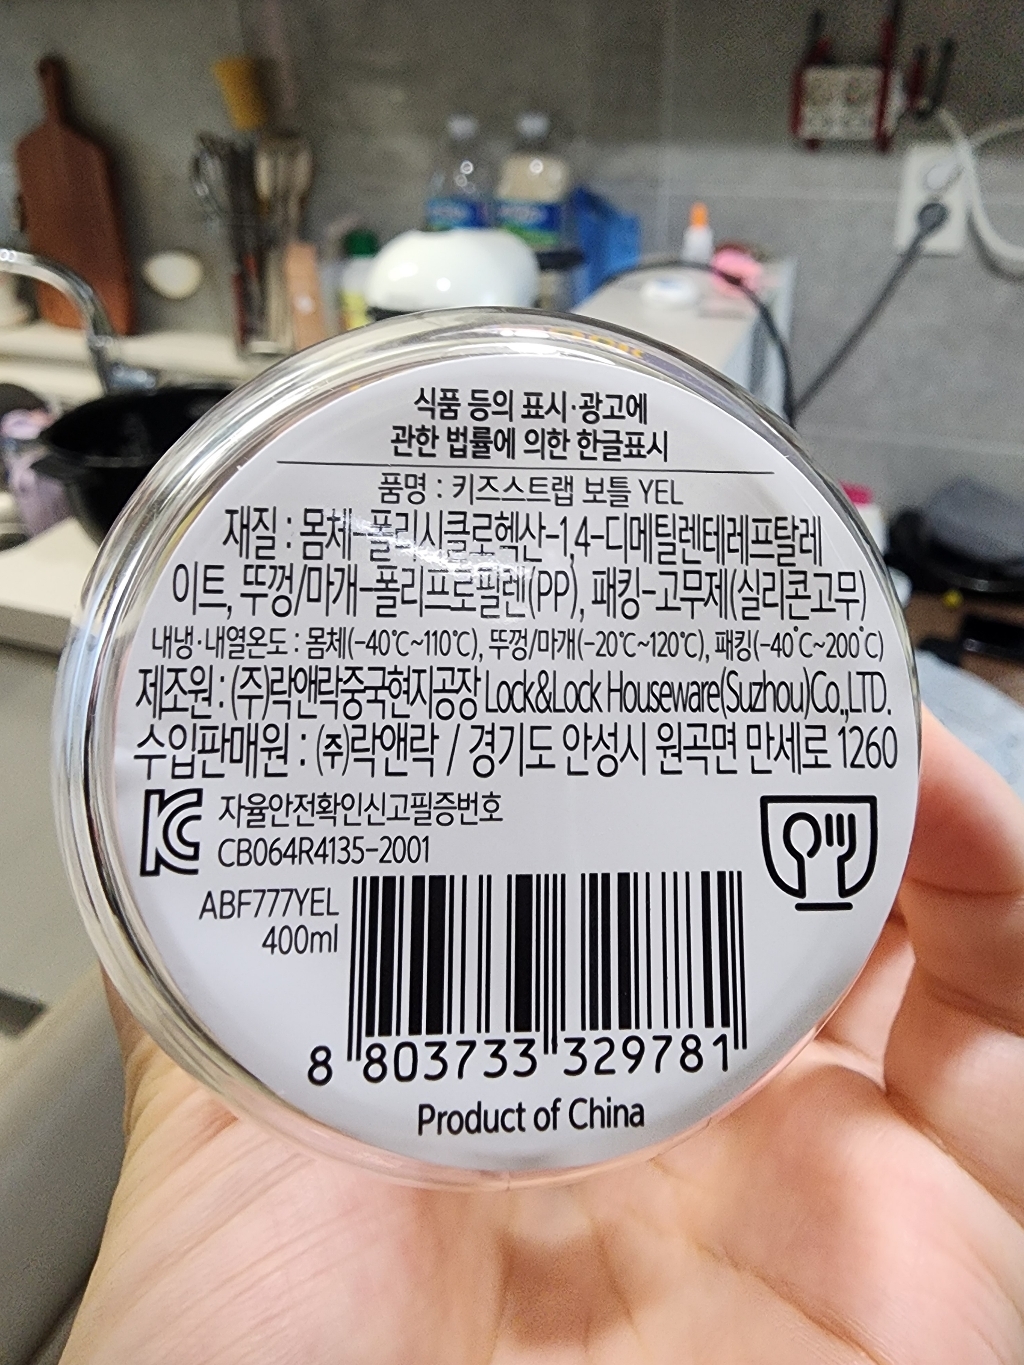 식품 등의 표시·광고에
관한 법률에 의한 한글표시
품명 : 키즈스트랩 보틀 YEL
재질 : 몸체-폴리시클로헥산-1,4-디메틸렌테레프탈레
이트, 뚜껑/마개-폴리프로필렌(PP), 패킹-고무제(실리콘고무)
내냉·내열온도 : 몸체(-40℃~110℃), 뚜껑/마개(-20℃~120℃), 패킹(-40℃~200℃)
제조원 : (주)락앤락중국현지공장 Lock&Lock Houseware(Suzhou)Co.,LTD.
수입판매원 : (주)락앤락 / 경기도 안성시 원곡면 만세로 1260
KC 자율안전확인신고필증번호
CB064R4135-2001
ABF777YEL
400ml
8 803733 329781
Product of China